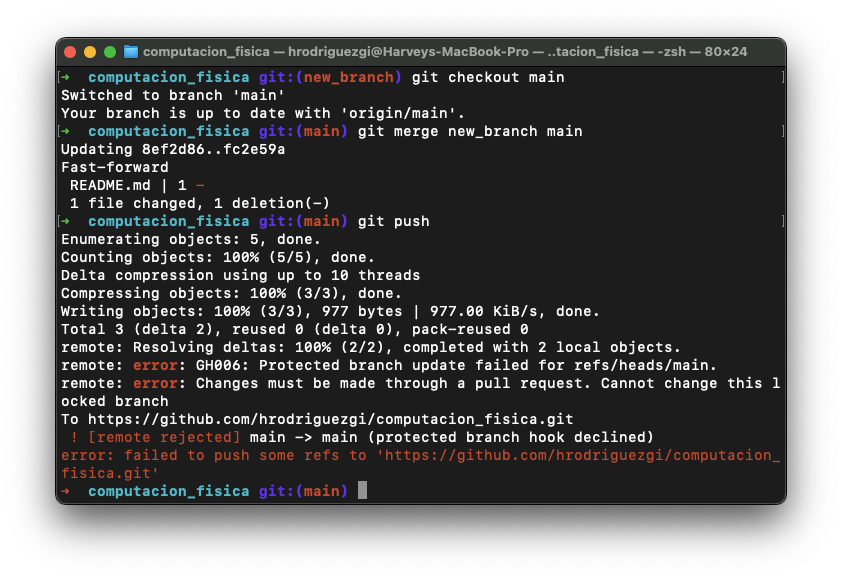 computacion_fisica — hrodriguezgi@Harveys-MacBook-Pro — ..tacion_fisica — -zsh — 80×24
[➜  computacion_fisica git:(new_branch) git checkout main ]
Switched to branch 'main'
Your branch is up to date with 'origin/main'.
[➜  computacion_fisica git:(main) git merge new_branch main ]
Updating 8ef2d86..fc2e59a
Fast-forward
 README.md | 1 -
 1 file changed, 1 deletion(-)
[➜  computacion_fisica git:(main) git push ]
Enumerating objects: 5, done.
Counting objects: 100% (5/5), done.
Delta compression using up to 10 threads
Compressing objects: 100% (3/3), done.
Writing objects: 100% (3/3), 977 bytes | 977.00 KiB/s, done.
Total 3 (delta 2), reused 0 (delta 0), pack-reused 0
remote: Resolving deltas: 100% (2/2), completed with 2 local objects.
remote: error: GH006: Protected branch update failed for refs/heads/main.
remote: error: Changes must be made through a pull request. Cannot change this l
ocked branch
To https://github.com/hrodriguezgi/computacion_fisica.git
 ! [remote rejected] main -> main (protected branch hook declined)
error: failed to push some refs to 'https://github.com/hrodriguezgi/computacion_
fisica.git'
➜  computacion_fisica git:(main)